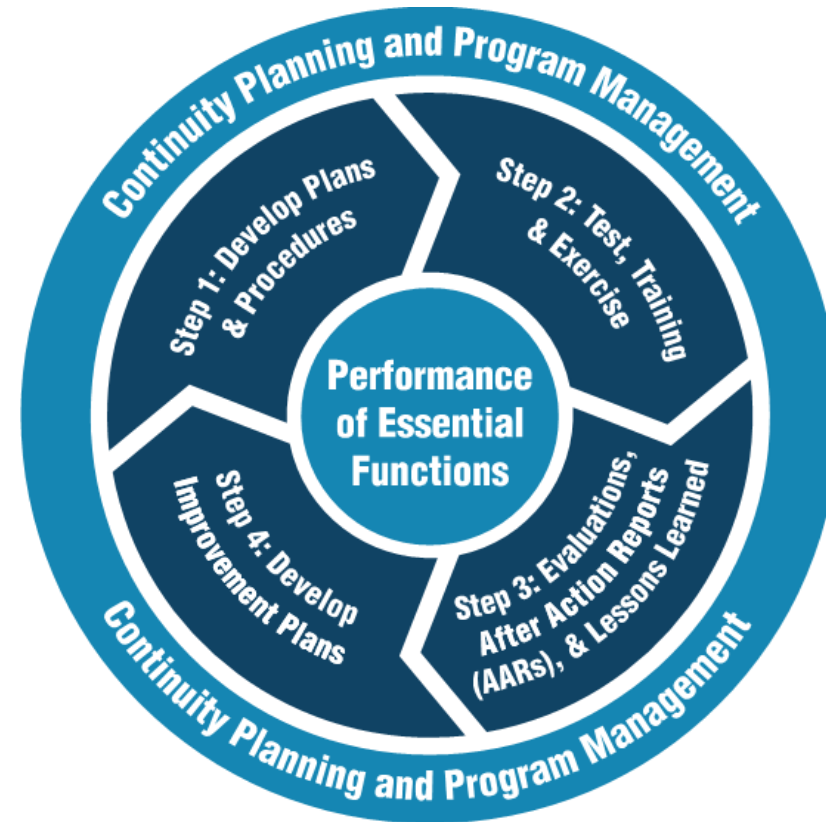 Continuity Planning and Program Management
Step 1: Develop Plans
& Procedures
Step 2: Test, Training
& Exercise
Performance
of Essential
Functions
Step 3: Evaluations,
After Action Reports
(AARs), & Lessons Learned
Step 4: Develop
Improvement Plans
Continuity Planning and Program Management